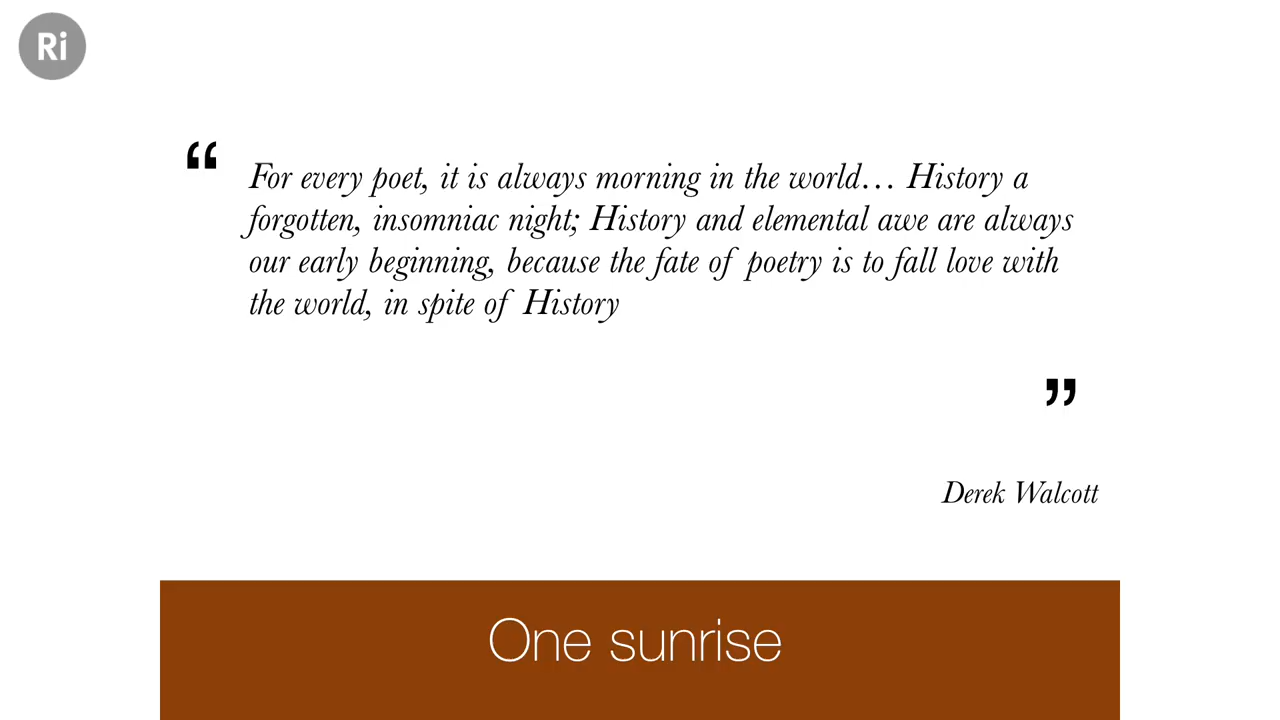 Ri
“
For every poet, it is always morning in the world… History a
forgotten, insomniac night; History and elemental awe are always
our early beginning, because the fate of poetry is to fall love with
the world, in spite of History
”
Derek Walcott
One sunrise